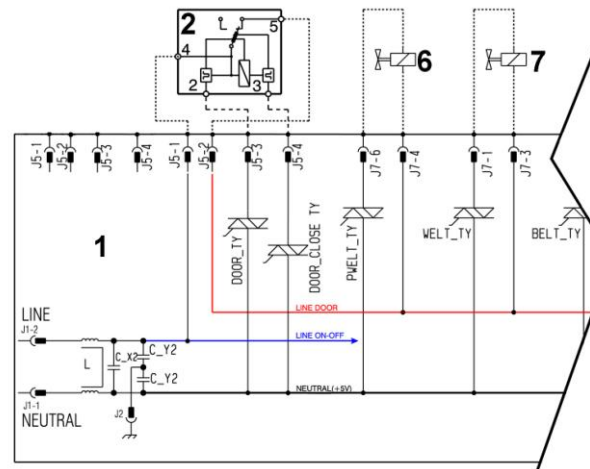 2
5
4
2
3
6
7
J5-1
J5-2
J5-3
J5-4
J5-1
J5-2
J5-3
J5-4
J7-6
J7-4
J7-1
J7-3
1
DOOR_TY
DOOR_CLOSE TY
PWELT_TY
WELT_TY
BELT_TY
LINE DOOR
LINE
J1-2
LINE ON-OFF
L
C_X2
C_Y2
C_Y2
NEUTRAL(+5V)
J1-1
J2
NEUTRAL